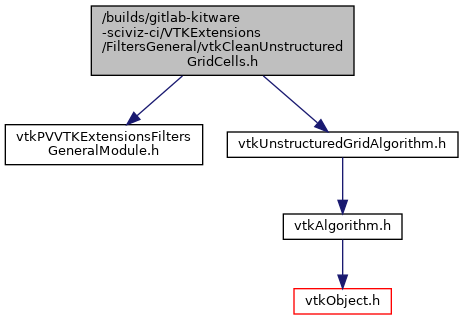 /builds/gitlab-kitware
-sciviz-ci/VTKExtensions
/FiltersGeneral/vtkCleanUnstructured
GridCells.h
vtkPVVTKExtensionsFilters
GeneralModule.h
vtkUnstructuredGridAlgorithm.h
vtkAlgorithm.h
vtkObject.h